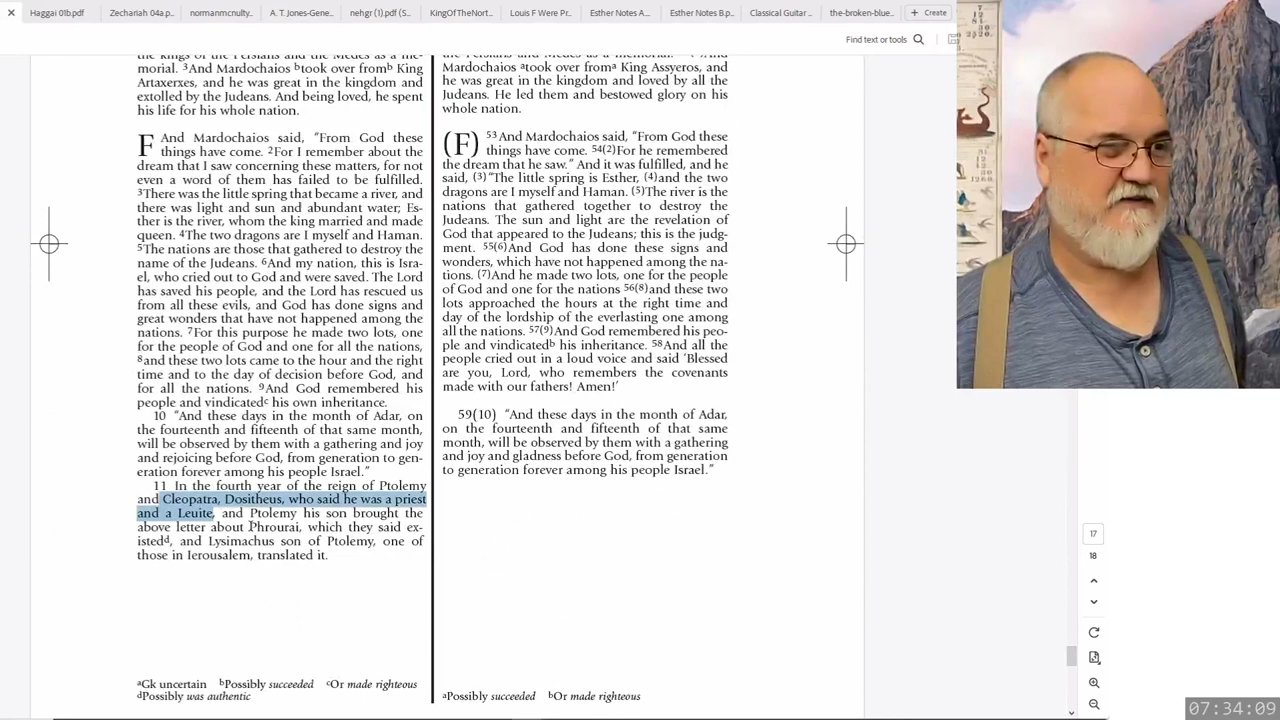 Haggai 01b.pdf
Zechariah 04a.p...
normanmcnulty...
A. T. Jones-Gene...
nehgr (1).pdf (S...
KingOfTheNort...
Louis F Were Pr...
Esther Notes A...
Esther Notes B.p...
Classical Guitar ...
the-broken-blue...
+ Create
Find text or tools
the kings of the Persians and the Medes as a me-
morial. 3And Mardochaios btook over fromb King
Artaxerxes, and he was great in the kingdom and
extolled by the Judeans. And being loved, he spent
his life for his whole nation.
F And Mardochaios said, “From God these
things have come. 2For I remember about the
dream that I saw concerning these matters, for not
even a word of them has failed to be fulfilled.
3There was the little spring that became a river, and
there was light and sun and abundant water; Es-
ther is the river, whom the king married and made
queen. 4The two dragons are I myself and Haman.
5The nations are those that gathered to destroy the
name of the Judeans. 6And my nation, this is Isra-
el, who cried out to God and were saved. The Lord
has saved his people, and the Lord has rescued us
from all these evils, and God has done signs and
great wonders that have not happened among the
nations. 7For this purpose he made two lots, one
for the people of God and one for all the nations,
8and these two lots came to the hour and the right
time and to the day of decision before God, and
for all the nations. 9And God remembered his
people and vindicatedc his own inheritance.
10 “And these days in the month of Adar, on
the fourteenth and fifteenth of that same month,
will be observed by them with a gathering and joy
and rejoicing before God, from generation to gen-
eration forever among his people Israel.”
11 In the fourth year of the reign of Ptolemy
and Cleopatra, Dositheus, who said he was a priest
and a Leuite, and Ptolemy his son brought the
above letter about Phrourai, which they said ex-
istedd, and Lysimachus son of Ptolemy, one of
those in Ierousalem, translated it.
aGk uncertain bPossibly succeeded cOr made righteous
dPossibly was authentic
Mardochaios atook over froma King Assyeros, and
he was great in the kingdom and loved by all the
Judeans. He led them and bestowed glory on his
whole nation.
(F) 53And Mardochaios said, “From God these
things have come. 54(2)For he remembered
the dream that he saw.” And it was fulfilled, and he
said, (3)“The little spring is Esther, (4)and the two
dragons are I myself and Haman. (5)The river is the
nations that gathered together to destroy the
Judeans. The sun and light are the revelation of
God that appeared to the Judeans; this is the judg-
ment. 55(6)And God has done these signs and
wonders, which have not happened among the na-
tions. (7)And he made two lots, one for the people
of God and one for the nations 56(8)and these two
lots approached the hours at the right time and
day of the lordship of the everlasting one among
all the nations. 57(9)And God remembered his peo-
ple and vindicatedb his inheritance. 58And all the
people cried out in a loud voice and said ‘Blessed
are you, Lord, who remembers the covenants
made with our fathers! Amen!’
59(10) “And these days in the month of Adar,
on the fourteenth and fifteenth of that same
month, will be observed by them with a gathering
and joy and gladness before God, from generation
to generation forever among his people Israel.”
aPossibly succeeded bOr made righteous
17
18
07:34:09